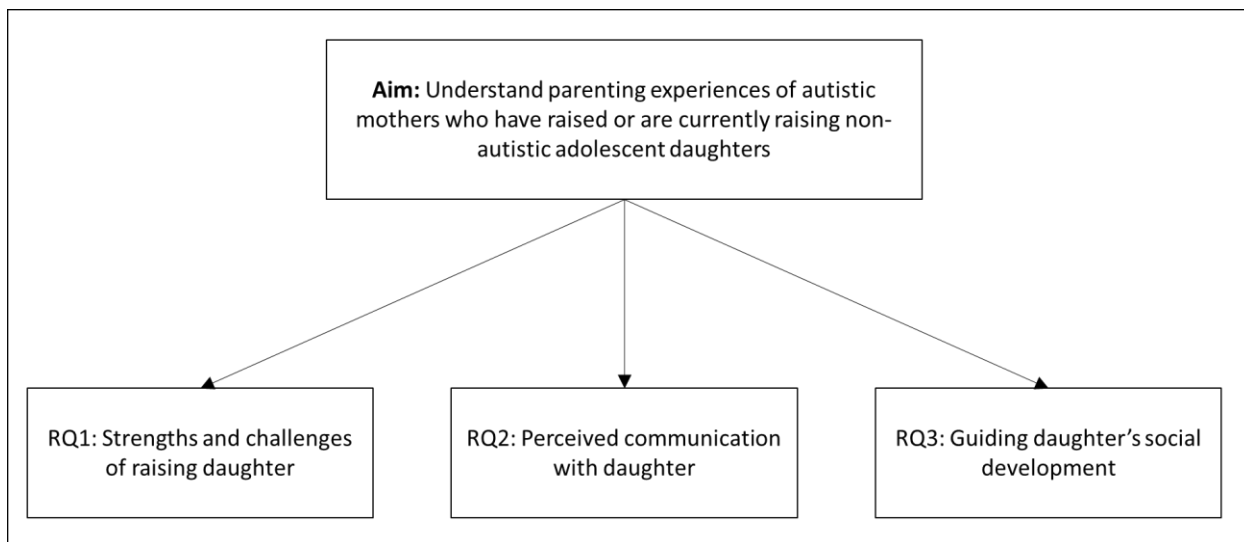 Aim: Understand parenting experiences of autistic
mothers who have raised or are currently raising non-
autistic adolescent daughters
RQ1: Strengths and challenges
of raising daughter
RQ2: Perceived communication
with daughter
RQ3: Guiding daughter’s social
development